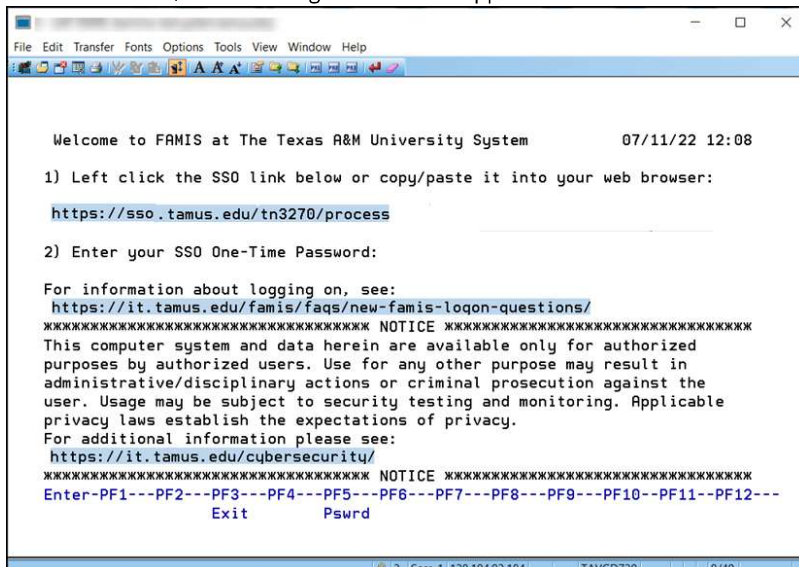 File Edit Transfer Fonts Options Tools View Window Help
Welcome to FAMIS at The Texas A&M University System 07/11/22 12:08
1) Left click the SSO link below or copy/paste it into your web browser:
https://sso.tamus.edu/tn3270/process
2) Enter your SSO One-Time Password:
For information about logging on, see:
https://it.tamus.edu/famis/faqs/new-famis-logon-questions/
********************************** NOTICE *********************************
This computer system and data herein are available only for authorized
purposes by authorized users. Use for any other purpose may result in
administrative/disciplinary actions or criminal prosecution against the
user. Usage may be subject to security testing and monitoring. Applicable
privacy laws establish the expectations of privacy.
For additional information please see:
https://it.tamus.edu/cybersecurity/
********************************** NOTICE *********************************
Enter-PF1---PF2---PF3---PF4---PF5---PF6---PF7---PF8---PF9---PF10--PF11--PF12---
Exit Pswrd